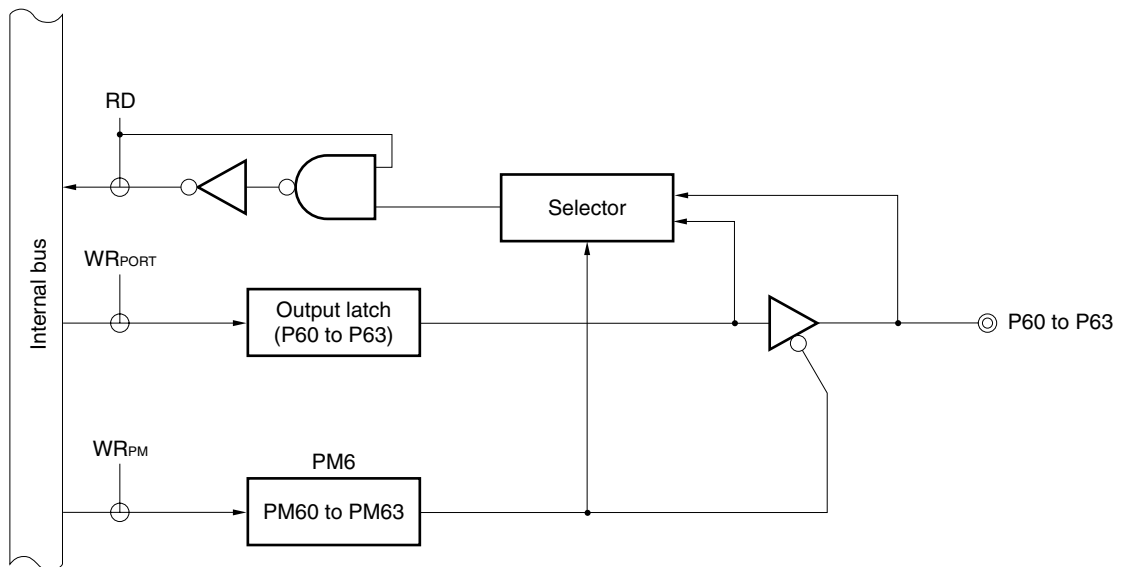 RD
Selector
Internal bus
WRPORT
Output latch
(P60 to P63)
P60 to P63
WRPM
PM6
PM60 to PM63